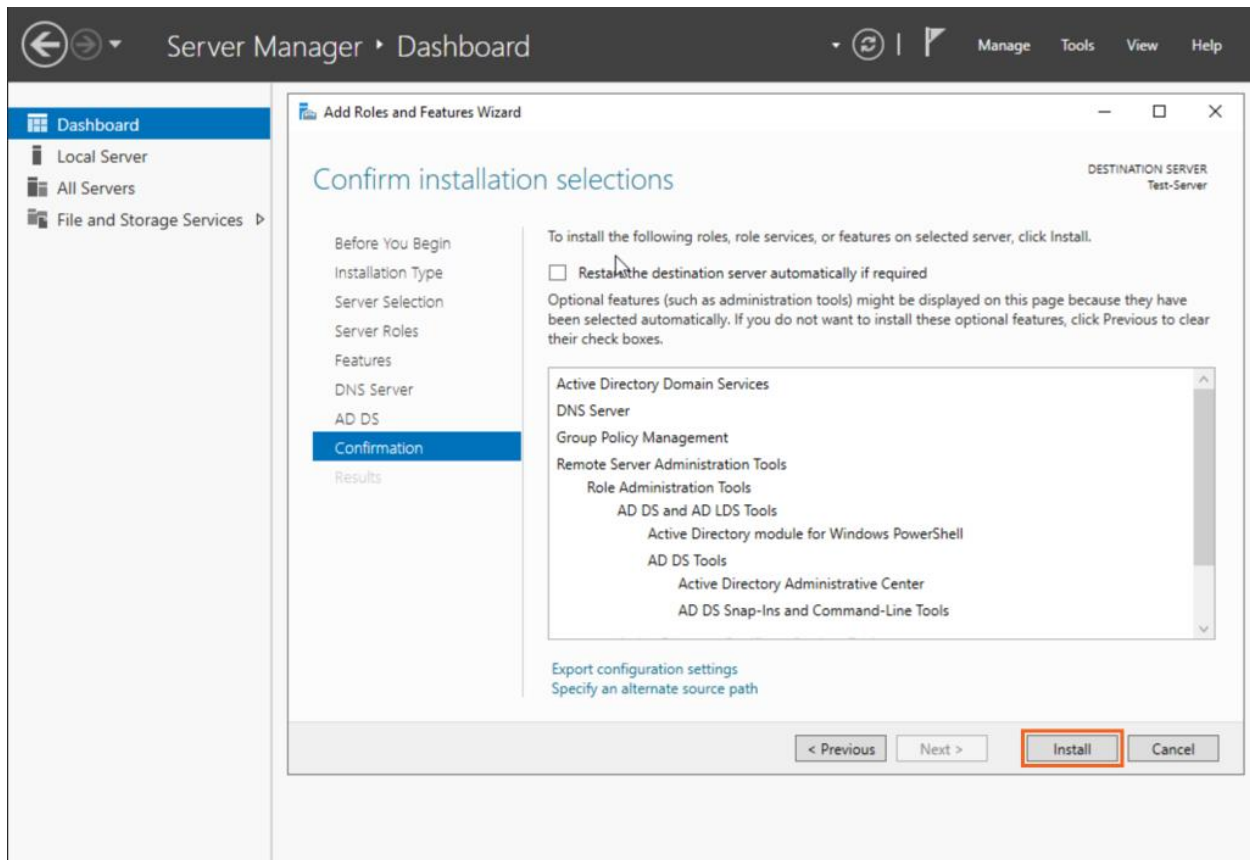 Server Manager ‣ Dashboard
Manage Tools View Help
Dashboard
Local Server
All Servers
File and Storage Services
Add Roles and Features Wizard
Confirm installation selections
DESTINATION SERVER
Test-Server
Before You Begin
Installation Type
Server Selection
Server Roles
Features
DNS Server
AD DS
Confirmation
Results
To install the following roles, role services, or features on selected server, click Install.
Restart the destination server automatically if required
Optional features (such as administration tools) might be displayed on this page because they have
been selected automatically. If you do not want to install these optional features, click Previous to clear
their check boxes.
Active Directory Domain Services
DNS Server
Group Policy Management
Remote Server Administration Tools
Role Administration Tools
AD DS and AD LDS Tools
Active Directory module for Windows PowerShell
AD DS Tools
Active Directory Administrative Center
AD DS Snap-Ins and Command-Line Tools
Export configuration settings
Specify an alternate source path
< Previous Next > Install Cancel